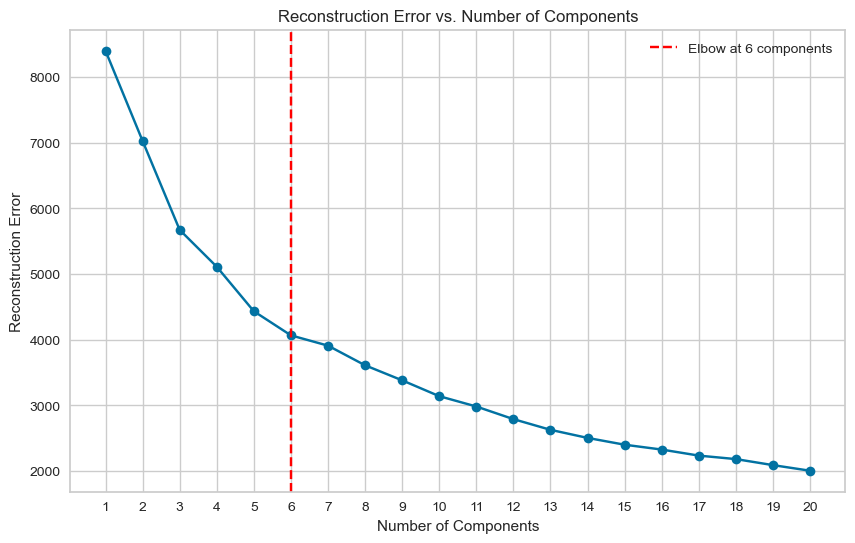 Reconstruction Error vs. Number of Components
Elbow at 6 components
Reconstruction Error
8000
7000
6000
5000
4000
3000
2000
1 2 3 4 5 6 7 8 9 10 11 12 13 14 15 16 17 18 19 20
Number of Components